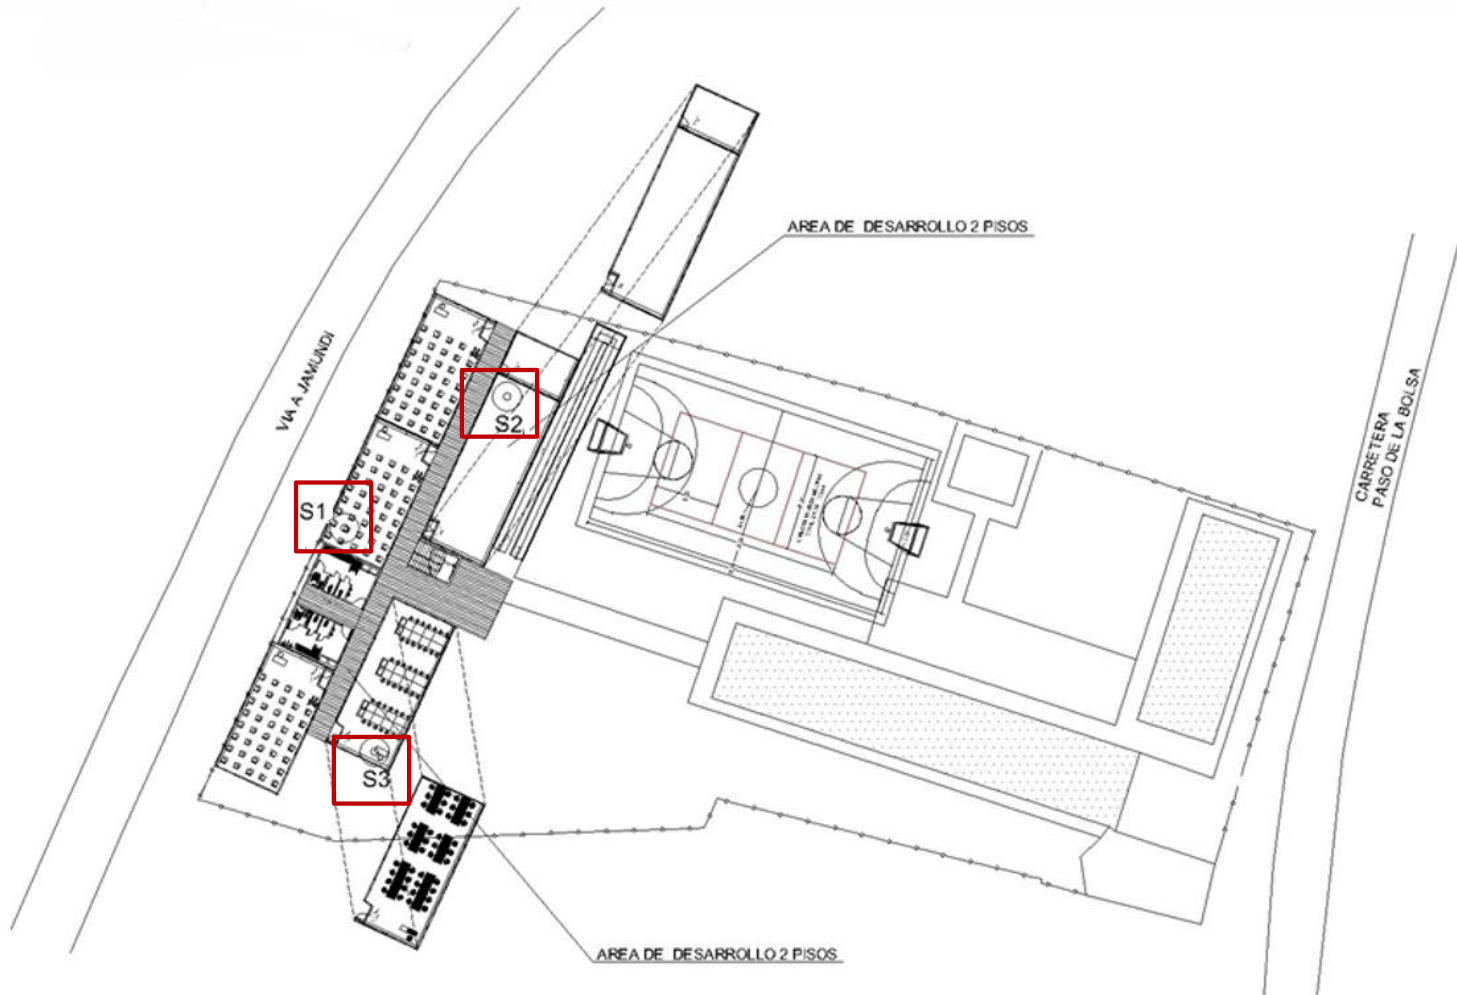 AREA DE DESARROLLO 2 PISOS
VIA A JAMUNDI
S2
S1
CARRETERA
PASO DE LA BOLSA
S3
AREA DE DESARROLLO 2 PISOS